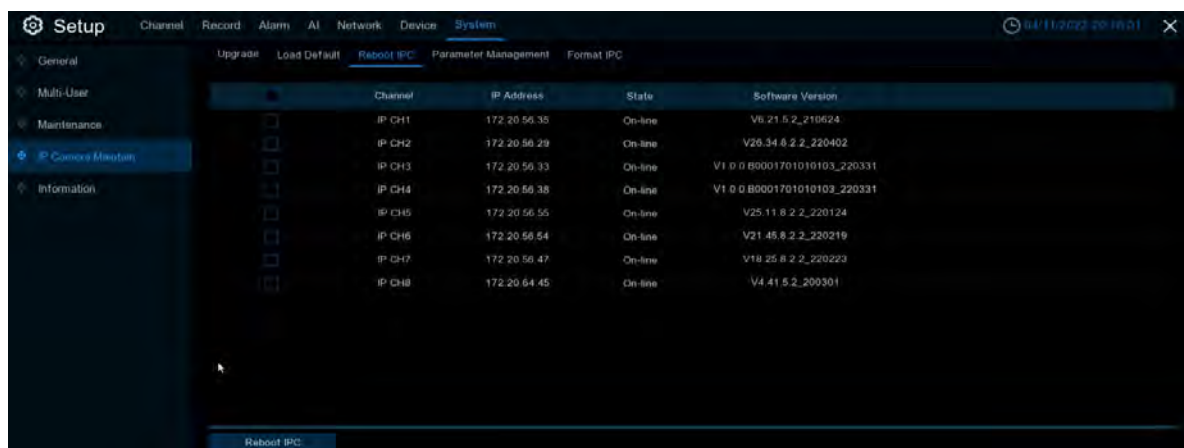 Setup Channel Record Alarm AI Network Device System 04/11/2022 20:16:01
Upgrade Load Default Reboot IPC Parameter Management Format IPC
General
Multi-User
Maintenance
IP Camera Maintain
Information
Channel IP Address State Software Version
IP CH1 172.20.56.35 On-line V6.21.5.2_210624
IP CH2 172.20.56.29 On-line V26.34.8.2.2_220402
IP CH3 172.20.56.33 On-line V1.0.0.B0001701010103_220331
IP CH4 172.20.56.38 On-line V1.0.0.B0001701010103_220331
IP CH5 172.20.56.55 On-line V25.11.8.2.2_220124
IP CH6 172.20.56.54 On-line V21.45.8.2.2_220219
IP CH7 172.20.56.47 On-line V18.25.8.2.2_220223
IP CH8 172.20.64.45 On-line V4.41.5.2_200301
Reboot IPC